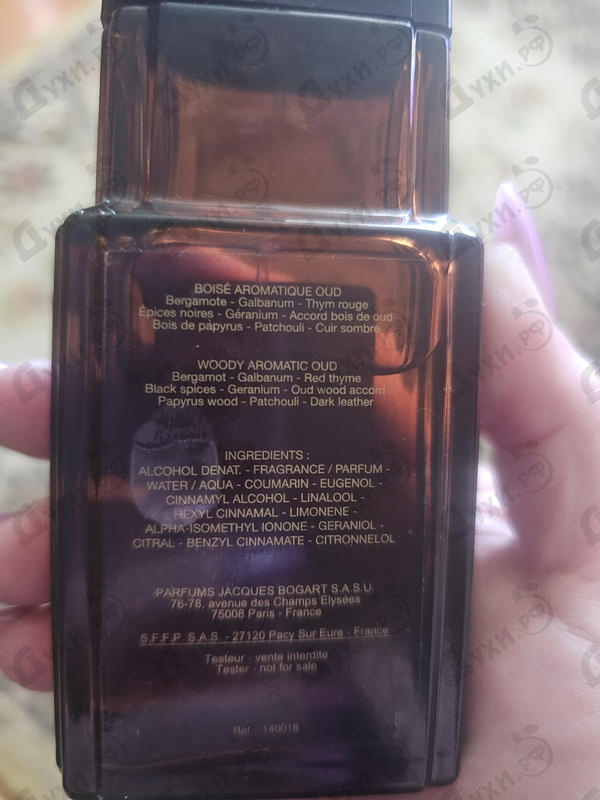 BOISÉ AROMATIQUE OUD
Bergamote - Galbanum - Thym rouge
Épices noires - Géranium - Accord bois de oud
Bois de papyrus - Patchouli - Cuir sombre
WOODY AROMATIC OUD
Bergamot - Galbanum - Red thyme
Black spices - Geranium - Oud wood accord
Papyrus wood - Patchouli - Dark leather
INGREDIENTS :
ALCOHOL DENAT. - FRAGRANCE / PARFUM -
WATER / AQUA - COUMARIN - EUGENOL -
CINNAMYL ALCOHOL - LINALOOL -
HEXYL CINNAMAL - LIMONENE -
ALPHA-ISOMETHYL IONONE - GERANIOL -
CITRAL - BENZYL CINNAMATE - CITRONNELOL
PARFUMS JACQUES BOGART S.A.S.U.
76-78, avenue des Champs Elysées
75008 Paris - France
S.F.F.P. S.A.S. - 27120 Pacy Sur Eure - France
Testeur - vente interdite
Tester - not for sale
Réf. : 140018
Духи.РФ